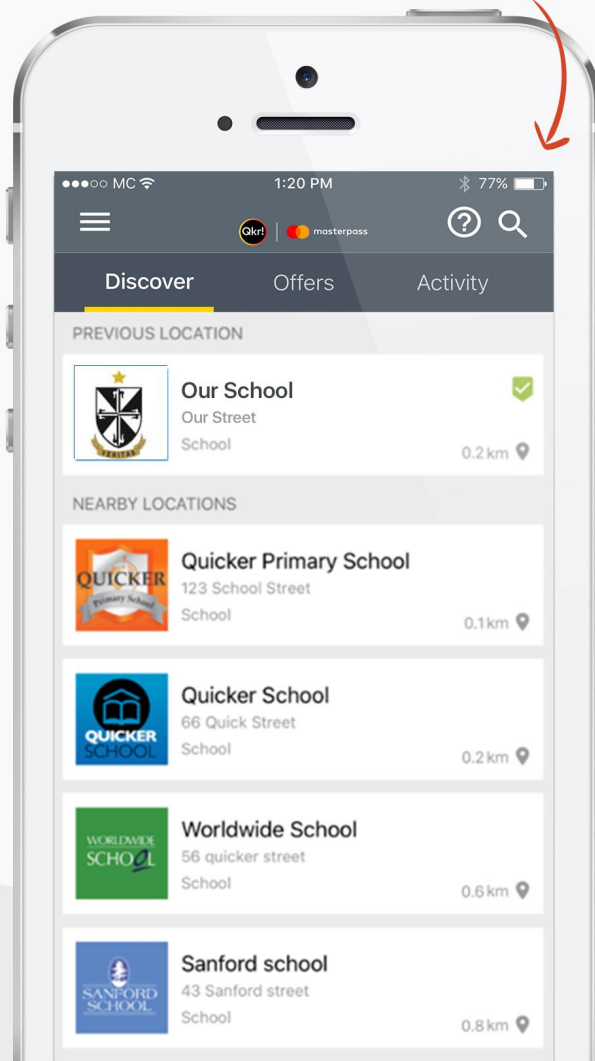 MC 1:20 PM 77%
Qkr! masterpass
Discover Offers Activity
PREVIOUS LOCATION
VERITAS
Our School
Our Street
School
0.2 km
NEARBY LOCATIONS
QUICKER
Primary School
Quicker Primary School
123 School Street
School
0.1 km
QUICKER
SCHOOL
Quicker School
66 Quick Street
School
0.2 km
WORLDWIDE
SCHOOL
Worldwide School
56 quicker street
School
0.6 km
SANFORD
SCHOOL
Sanford school
43 Sanford street
School
0.8 km